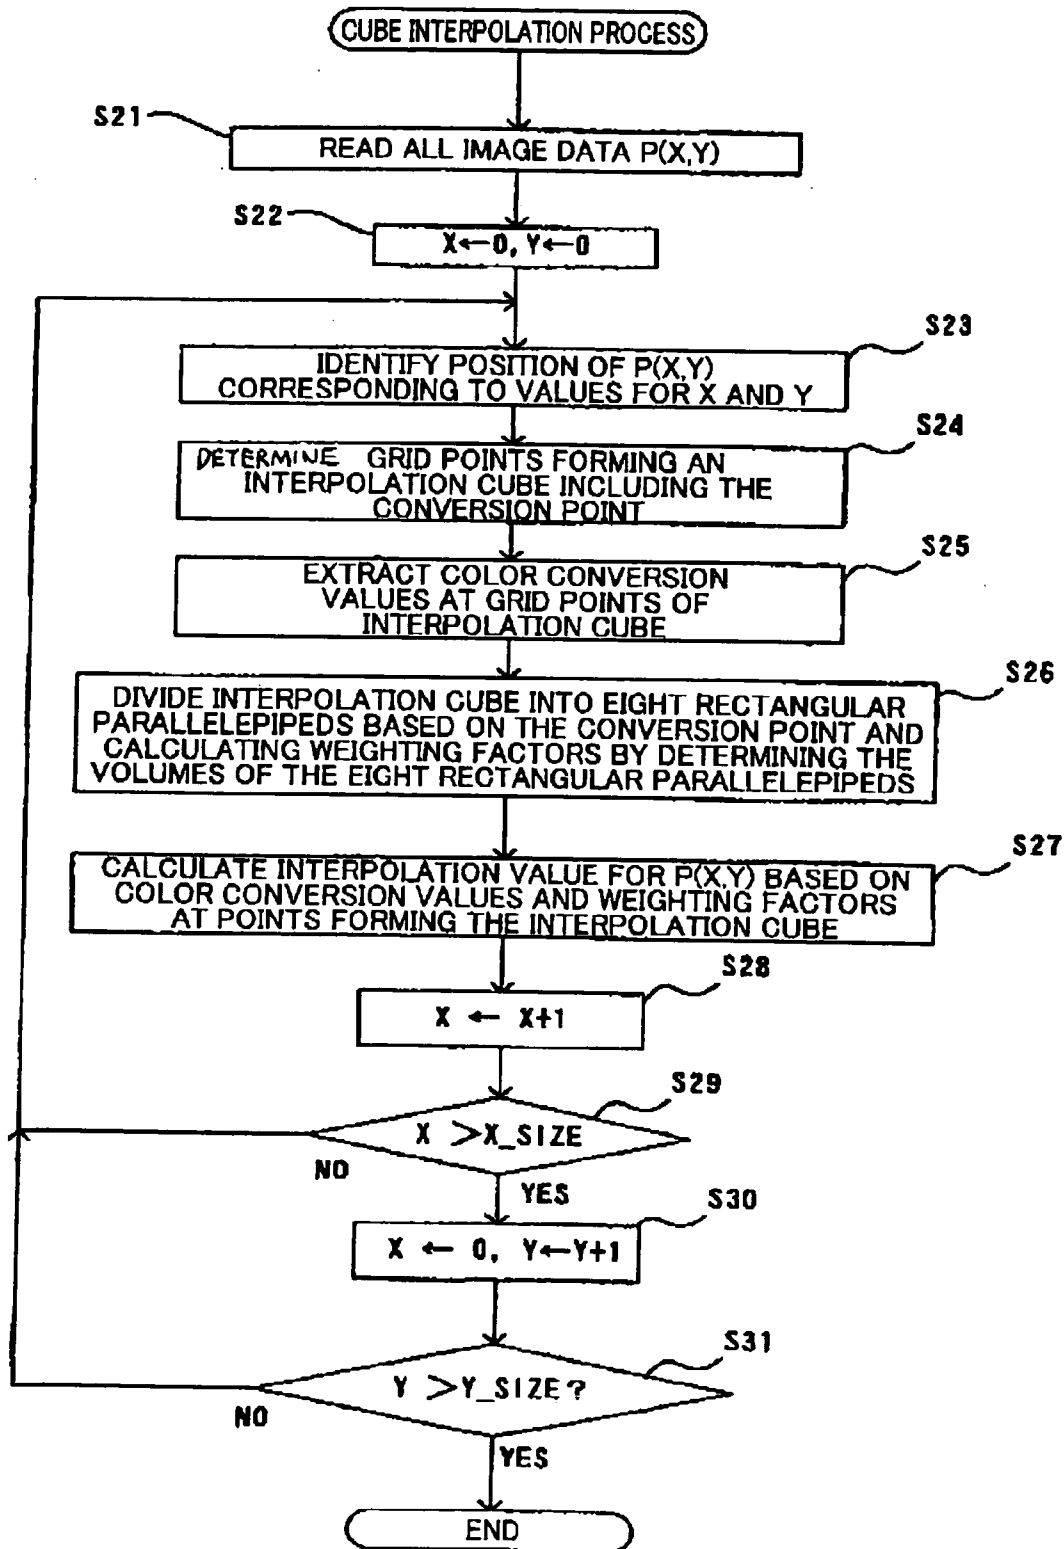 CUBE INTERPOLATION PROCESS
S21
READ ALL IMAGE DATA P(X,Y)
S22
X←0, Y←0
S23
IDENTIFY POSITION OF P(X,Y)
CORRESPONDING TO VALUES FOR X AND Y
S24
DETERMINE GRID POINTS FORMING AN
INTERPOLATION CUBE INCLUDING THE
CONVERSION POINT
S25
EXTRACT COLOR CONVERSION
VALUES AT GRID POINTS OF
INTERPOLATION CUBE
S26
DIVIDE INTERPOLATION CUBE INTO EIGHT RECTANGULAR
PARALLELEPIPEDS BASED ON THE CONVERSION POINT AND
CALCULATING WEIGHTING FACTORS BY DETERMINING THE
VOLUMES OF THE EIGHT RECTANGULAR PARALLELEPIPEDS
S27
CALCULATE INTERPOLATION VALUE FOR P(X,Y) BASED ON
COLOR CONVERSION VALUES AND WEIGHTING FACTORS
AT POINTS FORMING THE INTERPOLATION CUBE
S28
X ← X+1
S29
X >X_SIZE
NO
YES
S30
X ← 0, Y←Y+1
S31
Y >Y_SIZE?
NO
YES
END